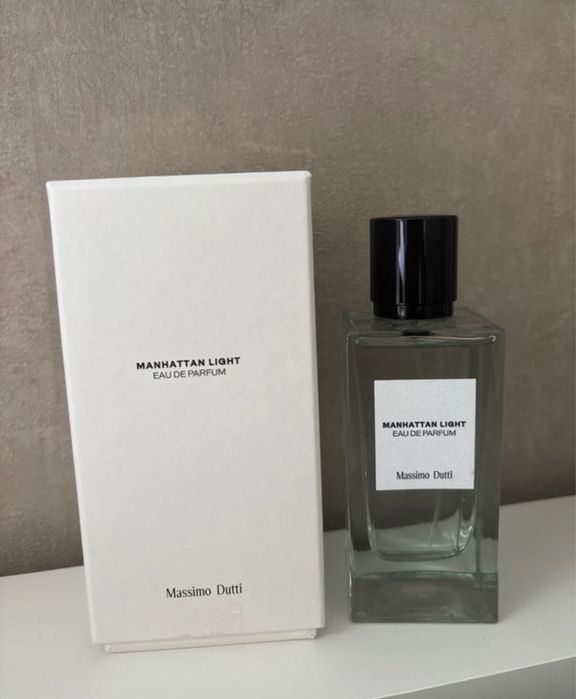 MANHATTAN LIGHT
EAU DE PARFUM
Massimo Dutti
MANHATTAN LIGHT
EAU DE PARFUM
Massimo Dutti